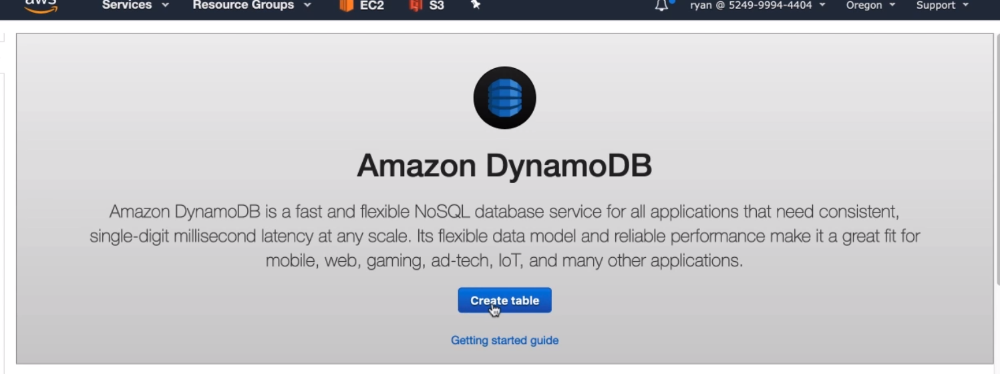 aws Services Resource Groups EC2 S3 ryan @ 5249-9994-4404 Oregon Support
Amazon DynamoDB
Amazon DynamoDB is a fast and flexible NoSQL database service for all applications that need consistent,
single-digit millisecond latency at any scale. Its flexible data model and reliable performance make it a great fit for
mobile, web, gaming, ad-tech, IoT, and many other applications.
Create table
Getting started guide